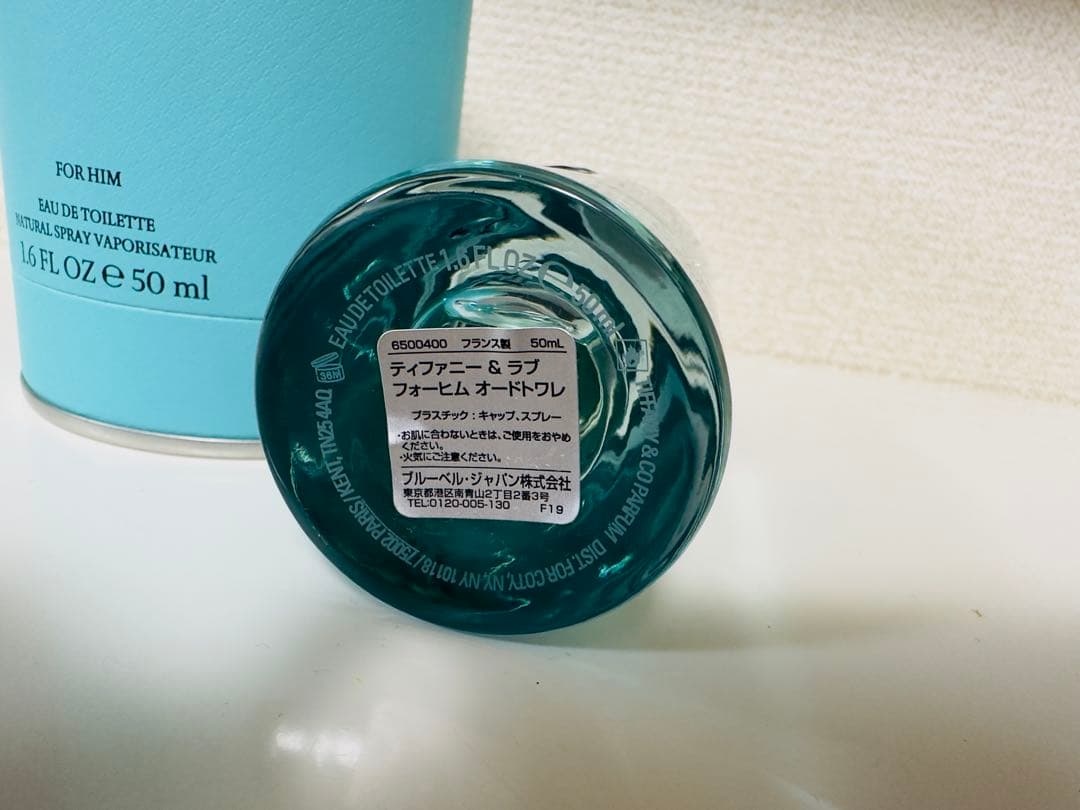 FOR HIM
EAU DE TOILETTE
NATURAL SPRAY VAPORISATEUR
1.6 FL OZ ℮ 50 ml
EAU DE TOILETTE 1.6 FL OZ ℮ 50 ml
TIFFANY & CO PARFUM DIST. FOR COTY, NY, NY 10118 / 75002 PARIS / KENT, TN25 4AQ
36M
6500400 フランス製 50mL
ティファニー & ラブ
フォーヒム オードトワレ
プラスチック:キャップ、スプレー
・お肌に合わないときは、ご使用をおやめ
ください。
・火気にご注意ください。
ブルーベル・ジャパン株式会社
東京都港区南青山2丁目2番3号
TEL:0120-005-130 F19